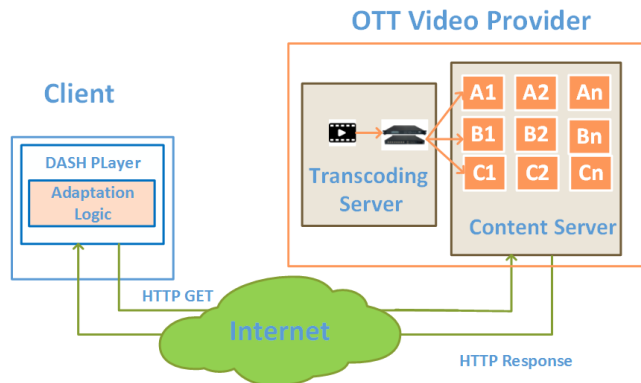 OTT Video Provider
Client
DASH PLayer
Adaptation
Logic
Transcoding
Server
A1 A2 An
B1 B2 Bn
C1 C2 Cn
Content Server
HTTP GET
Internet
HTTP Response